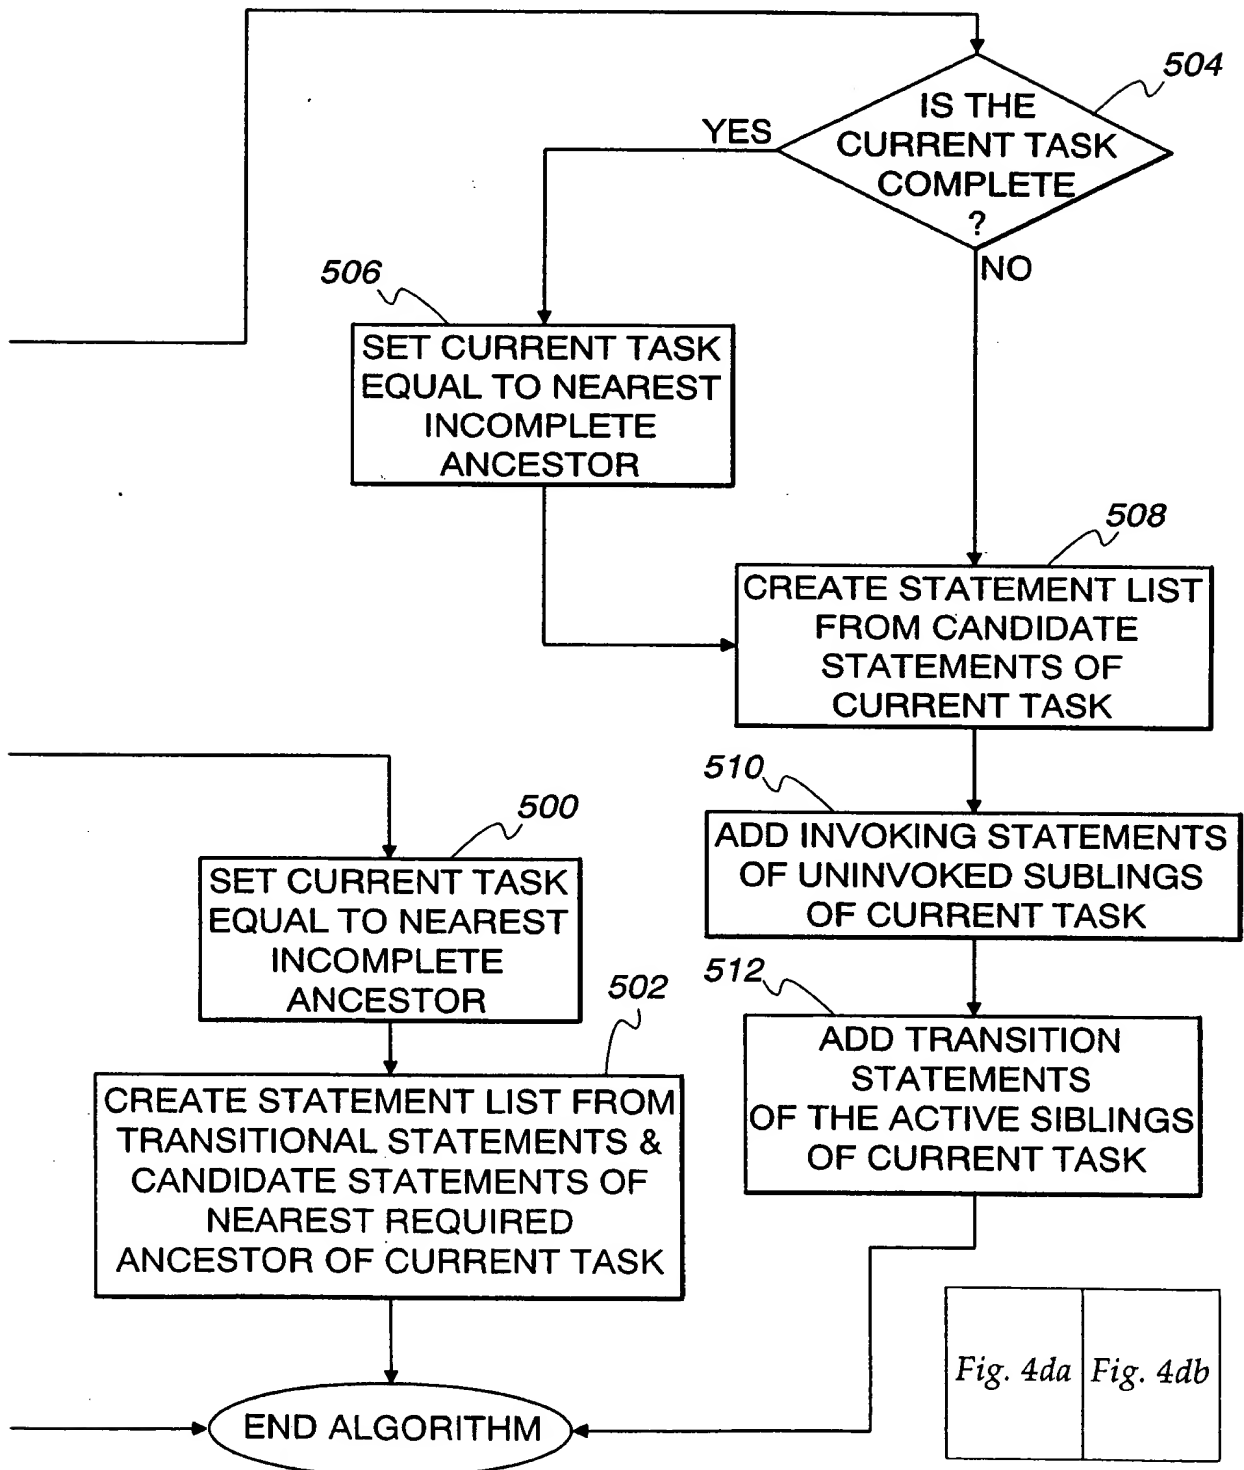 504
IS THE
CURRENT TASK
COMPLETE
?
YES
NO
506
SET CURRENT TASK
EQUAL TO NEAREST
INCOMPLETE
ANCESTOR
508
CREATE STATEMENT LIST
FROM CANDIDATE
STATEMENTS OF
CURRENT TASK
510
ADD INVOKING STATEMENTS
OF UNINVOKED SUBLINGS
OF CURRENT TASK
500
SET CURRENT TASK
EQUAL TO NEAREST
INCOMPLETE
ANCESTOR
512
ADD TRANSITION
STATEMENTS
OF THE ACTIVE SIBLINGS
OF CURRENT TASK
502
CREATE STATEMENT LIST FROM
TRANSITIONAL STATEMENTS &
CANDIDATE STATEMENTS OF
NEAREST REQUIRED
ANCESTOR OF CURRENT TASK
END ALGORITHM
Fig. 4da
Fig. 4db